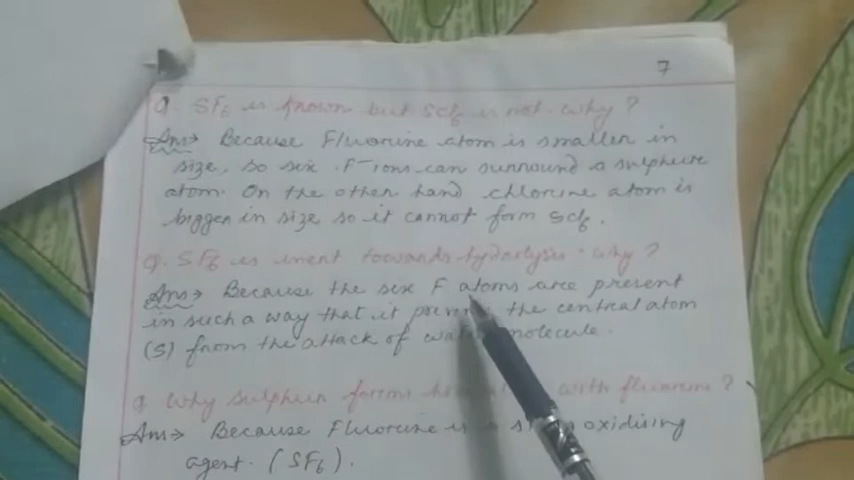 7
Q SF6 is known but SCl6 is not. Why?
Ans→ Because Fluorine atom is smaller in
size, so six F⁻ ions can surround a sulphure
atom. On the other hand chlorine atom is
bigger in size so it cannot form SCl6.
Q. SF6 is inert towards hydrolysis. Why?
Ans→ Because the six F atoms are present
in such a way that it the central atom
(S) from the attack of molecule.
Q Why sulphur forms with fluorine?
Ans→ Because Fluorine is a oxidising
agent. (SF6).